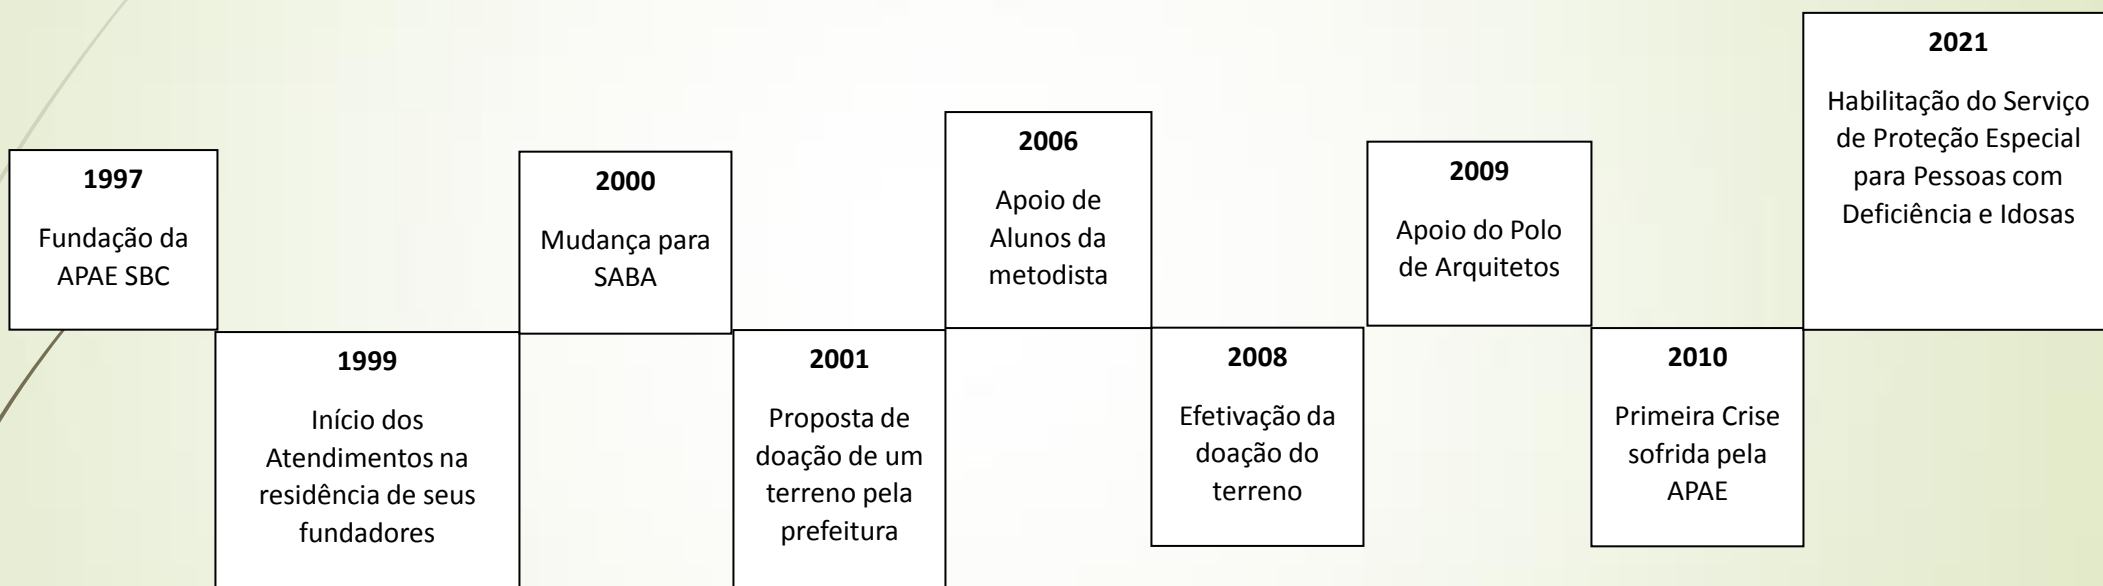 1997
Fundação da
APAE SBC
1999
Início dos
Atendimentos na
residência de seus
fundadores
2000
Mudança para
SABA
2001
Proposta de
doação de um
terreno pela
prefeitura
2006
Apoio de
Alunos da
metodista
2008
Efetivação da
doação do
terreno
2009
Apoio do Polo
de Arquitetos
2010
Primeira Crise
sofrida pela
APAE
2021
Habilitação do Serviço
de Proteção Especial
para Pessoas com
Deficiência e Idosas